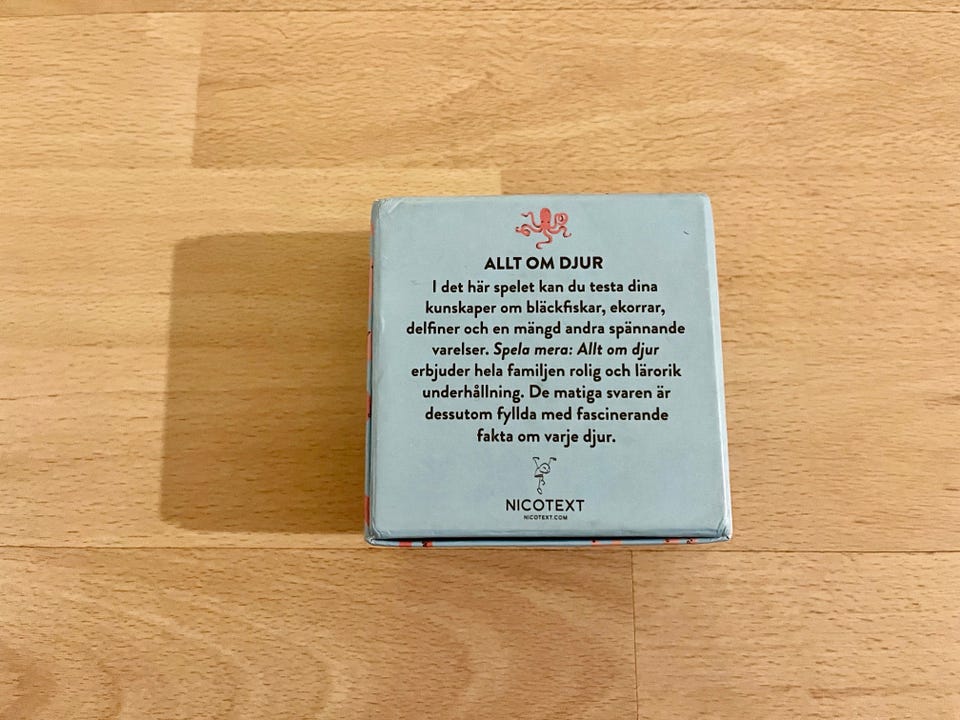 ALLT OM DJUR
I det här spelet kan du testa dina
kunskaper om bläckfiskar, ekorrar,
delfiner och en mängd andra spännande
varelser. Spela mera: Allt om djur
erbjuder hela familjen rolig och lärorik
underhållning. De matiga svaren är
dessutom fyllda med fascinerande
fakta om varje djur.
NICOTEXT
NICOTEXT.COM